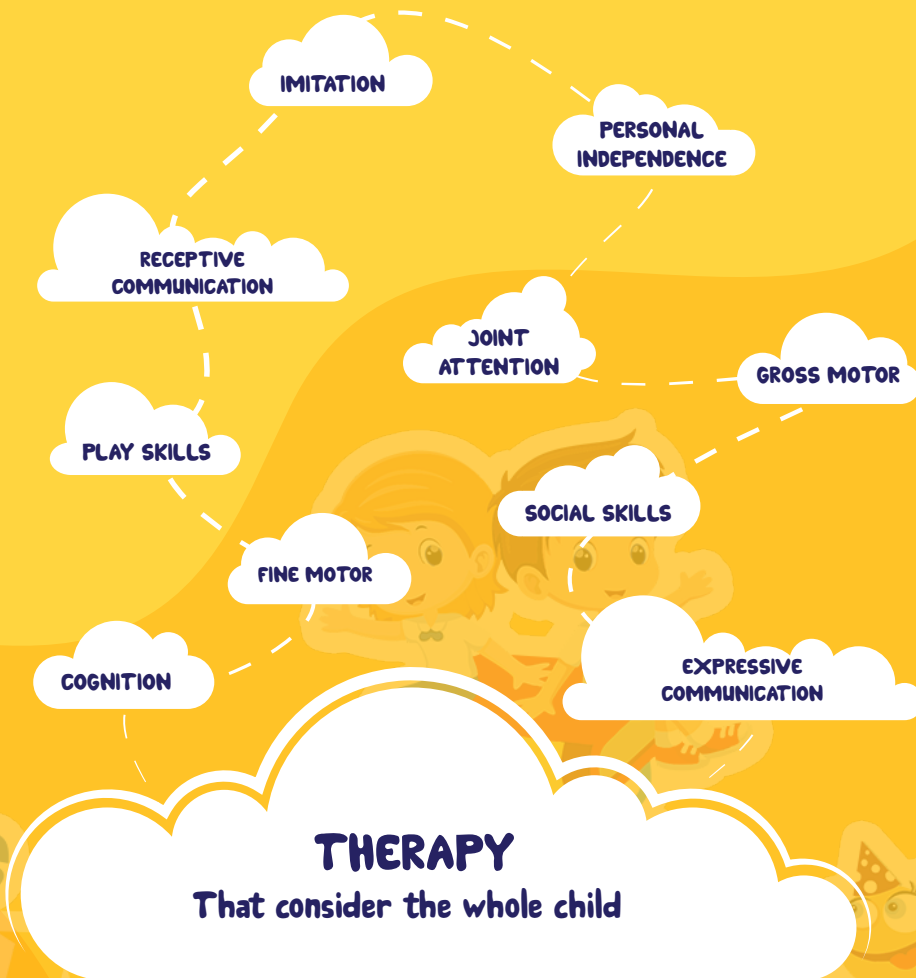 IMITATION
PERSONAL
INDEPENDENCE
RECEPTIVE
COMMUNICATION
JOINT
ATTENTION
GROSS MOTOR
PLAY SKILLS
SOCIAL SKILLS
FINE MOTOR
COGNITION
EXPRESSIVE
COMMUNICATION
THERAPY
That consider the whole child